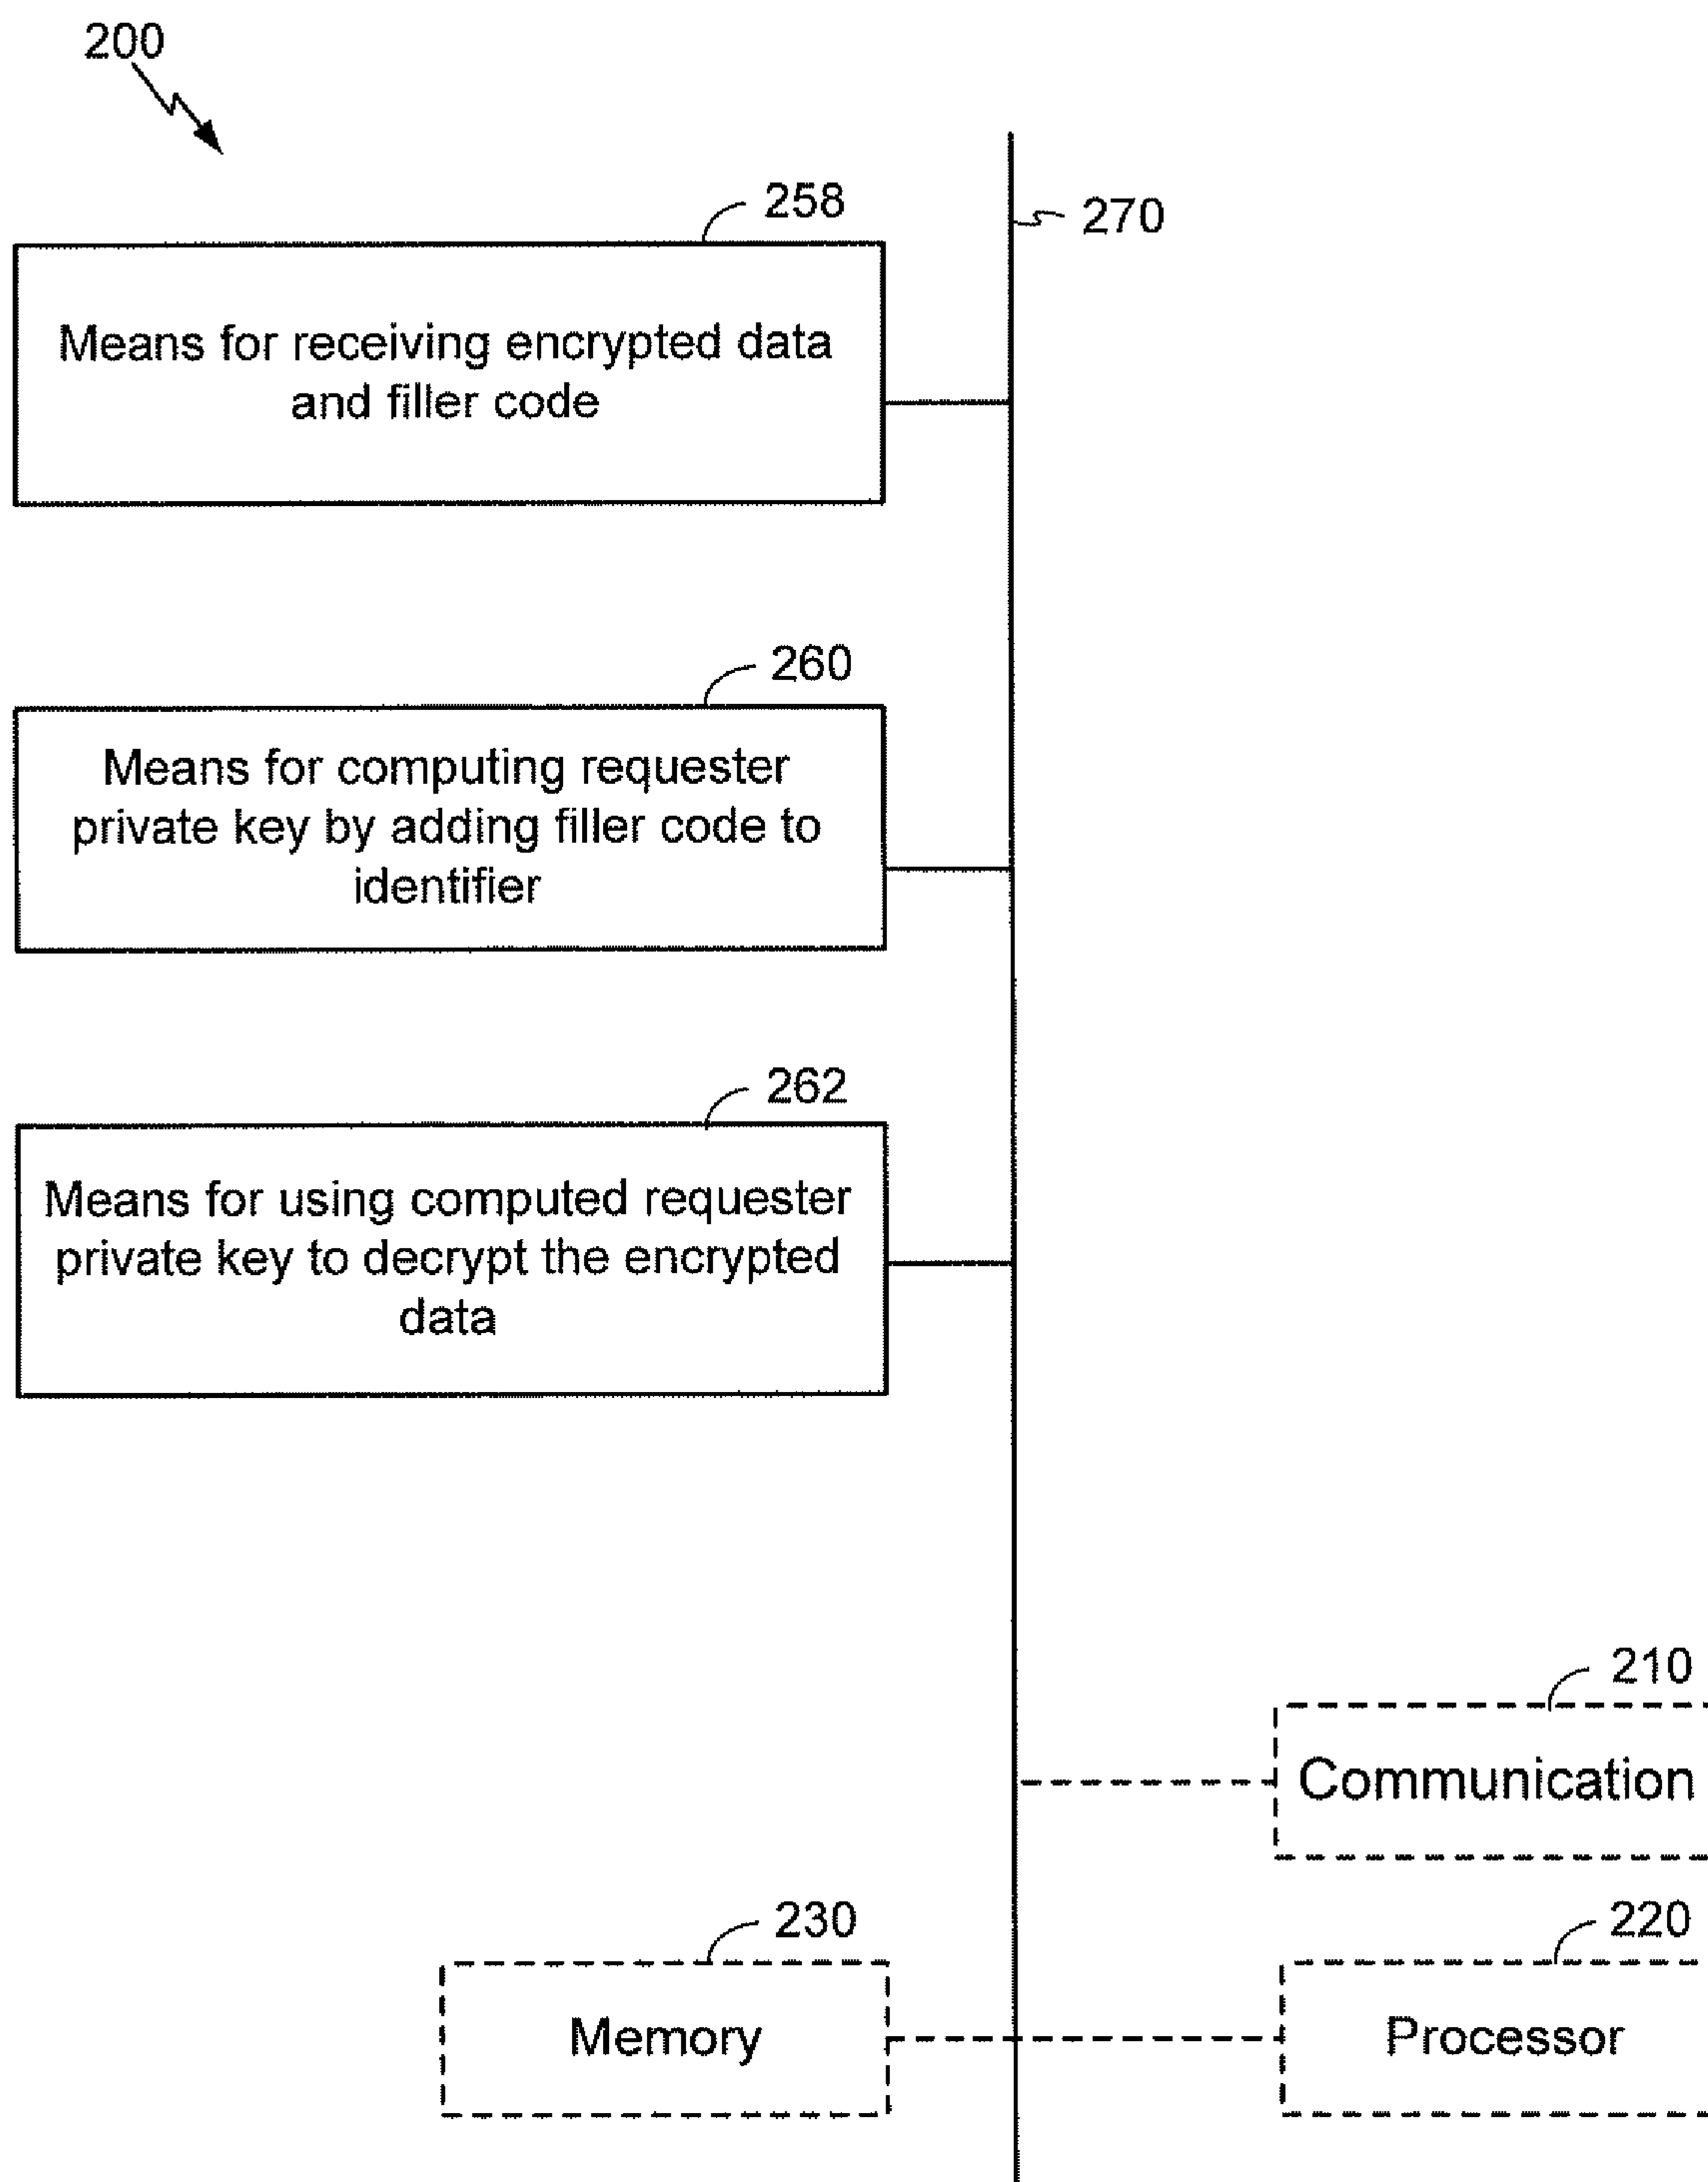 200
258
270
Means for receiving encrypted data
and filler code
260
Means for computing requester
private key by adding filler code to
identifier
262
Means for using computed requester
private key to decrypt the encrypted
data
210
Communication
230
220
Memory
Processor